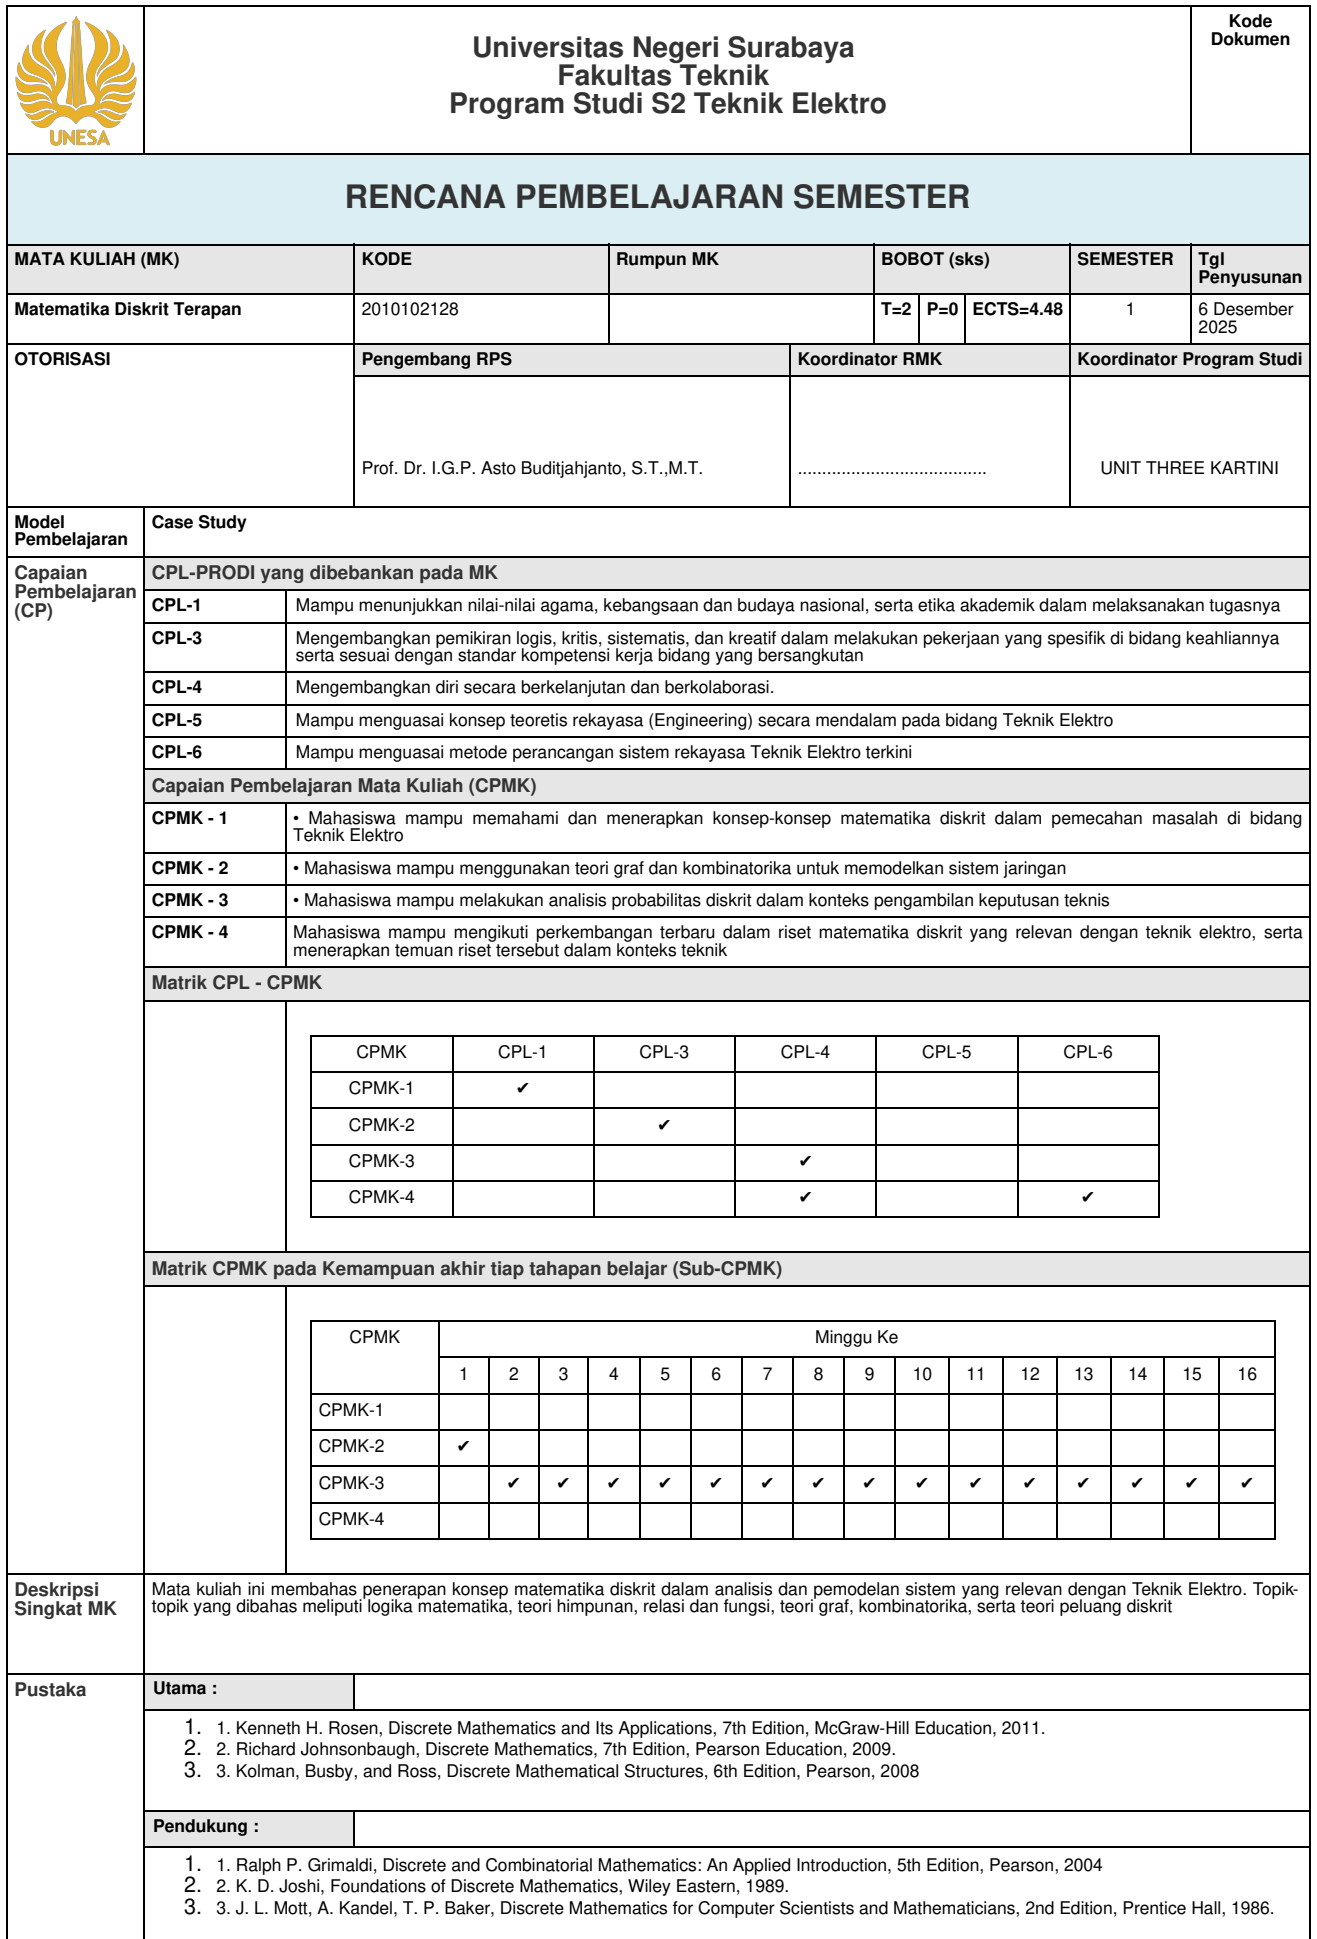 UNESA
Universitas Negeri Surabaya
Fakultas Teknik
Program Studi S2 Teknik Elektro
Kode
Dokumen
RENCANA PEMBELAJARAN SEMESTER
MATA KULIAH (MK) KODE Rumpun MK BOBOT (sks) SEMESTER Tgl
Penyusunan
Matematika Diskrit Terapan 2010102128 T=2 P=0 ECTS=4.48 1 6 Desember
2025
OTORISASI Pengembang RPS Koordinator RMK Koordinator Program Studi
Prof. Dr. I.G.P. Asto Buditjahjanto, S.T.,M.T. ....................................... UNIT THREE KARTINI
Model
Pembelajaran
Case Study
Capaian
Pembelajaran
(CP)
CPL-PRODI yang dibebankan pada MK
CPL-1 Mampu menunjukkan nilai-nilai agama, kebangsaan dan budaya nasional, serta etika akademik dalam melaksanakan tugasnya
CPL-3 Mengembangkan pemikiran logis, kritis, sistematis, dan kreatif dalam melakukan pekerjaan yang spesifik di bidang keahliannya
serta sesuai dengan standar kompetensi kerja bidang yang bersangkutan
CPL-4 Mengembangkan diri secara berkelanjutan dan berkolaborasi.
CPL-5 Mampu menguasai konsep teoretis rekayasa (Engineering) secara mendalam pada bidang Teknik Elektro
CPL-6 Mampu menguasai metode perancangan sistem rekayasa Teknik Elektro terkini
Capaian Pembelajaran Mata Kuliah (CPMK)
CPMK - 1 • Mahasiswa mampu memahami dan menerapkan konsep-konsep matematika diskrit dalam pemecahan masalah di bidang
Teknik Elektro
CPMK - 2 • Mahasiswa mampu menggunakan teori graf dan kombinatorika untuk memodelkan sistem jaringan
CPMK - 3 • Mahasiswa mampu melakukan analisis probabilitas diskrit dalam konteks pengambilan keputusan teknis
CPMK - 4 Mahasiswa mampu mengikuti perkembangan terbaru dalam riset matematika diskrit yang relevan dengan teknik elektro, serta
menerapkan temuan riset tersebut dalam konteks teknik
Matrik CPL - CPMK
CPMK CPL-1 CPL-3 CPL-4 CPL-5 CPL-6
CPMK-1 ✔
CPMK-2 ✔
CPMK-3 ✔
CPMK-4 ✔ ✔
Matrik CPMK pada Kemampuan akhir tiap tahapan belajar (Sub-CPMK)
CPMK Minggu Ke
1 2 3 4 5 6 7 8 9 10 11 12 13 14 15 16
CPMK-1
CPMK-2 ✔
CPMK-3 ✔ ✔ ✔ ✔ ✔ ✔ ✔ ✔ ✔ ✔ ✔ ✔ ✔ ✔ ✔
CPMK-4
Deskripsi
Singkat MK
Mata kuliah ini membahas penerapan konsep matematika diskrit dalam analisis dan pemodelan sistem yang relevan dengan Teknik Elektro. Topik-
topik yang dibahas meliputi logika matematika, teori himpunan, relasi dan fungsi, teori graf, kombinatorika, serta teori peluang diskrit
Pustaka Utama :
1. 1. Kenneth H. Rosen, Discrete Mathematics and Its Applications, 7th Edition, McGraw-Hill Education, 2011.
2. 2. Richard Johnsonbaugh, Discrete Mathematics, 7th Edition, Pearson Education, 2009.
3. 3. Kolman, Busby, and Ross, Discrete Mathematical Structures, 6th Edition, Pearson, 2008
Pendukung :
1. 1. Ralph P. Grimaldi, Discrete and Combinatorial Mathematics: An Applied Introduction, 5th Edition, Pearson, 2004
2. 2. K. D. Joshi, Foundations of Discrete Mathematics, Wiley Eastern, 1989.
3. 3. J. L. Mott, A. Kandel, T. P. Baker, Discrete Mathematics for Computer Scientists and Mathematicians, 2nd Edition, Prentice Hall, 1986.